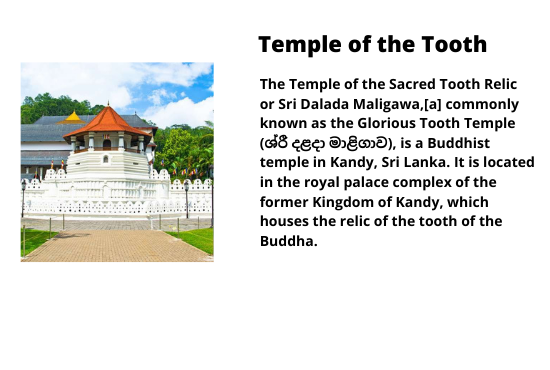 Temple of the Tooth
The Temple of the Sacred Tooth Relic
or Sri Dalada Maligawa,[a] commonly
known as the Glorious Tooth Temple
(ශ්‍රී දළදා මාළිගාව), is a Buddhist
temple in Kandy, Sri Lanka. It is located
in the royal palace complex of the
former Kingdom of Kandy, which
houses the relic of the tooth of the
Buddha.